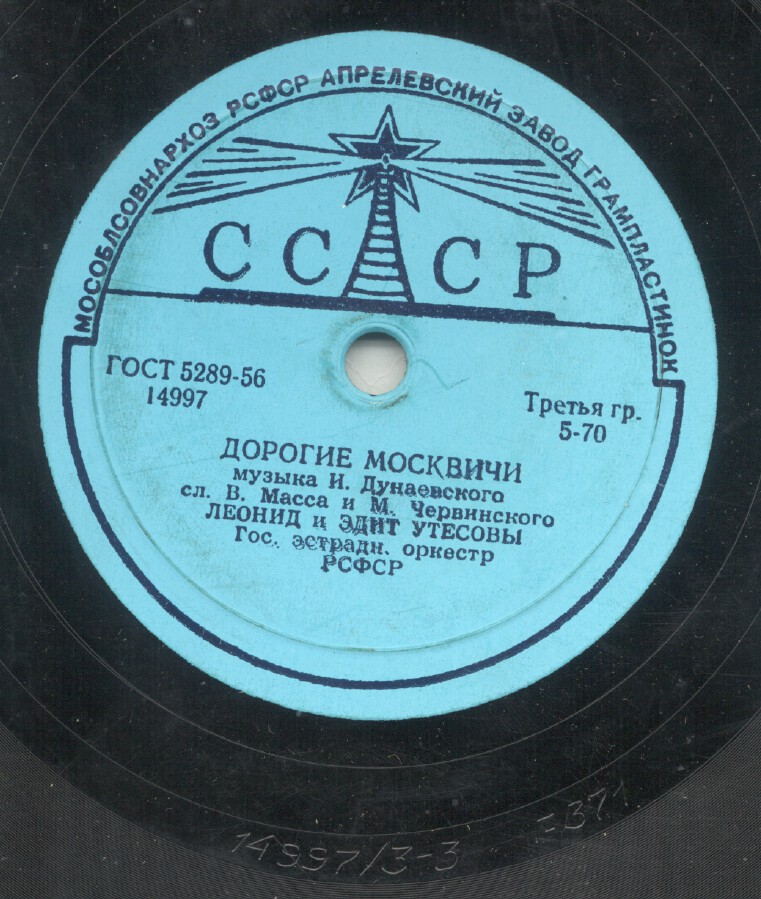 МОСОБЛСОВНАРХОЗ РСФСР АПРЕЛЕВСКИЙ ЗАВОД ГРАМПЛАСТИНОК
СССР
ГОСТ 5289-56
14997
Третья гр.
5-70
ДОРОГИЕ МОСКВИЧИ
музыка И. Дунаевского
сл. В. Масса и М. Червинского
ЛЕОНИД и ЭДИТ УТЕСОВЫ
Гос. эстрадн. оркестр
РСФСР
14997/3-3
=371